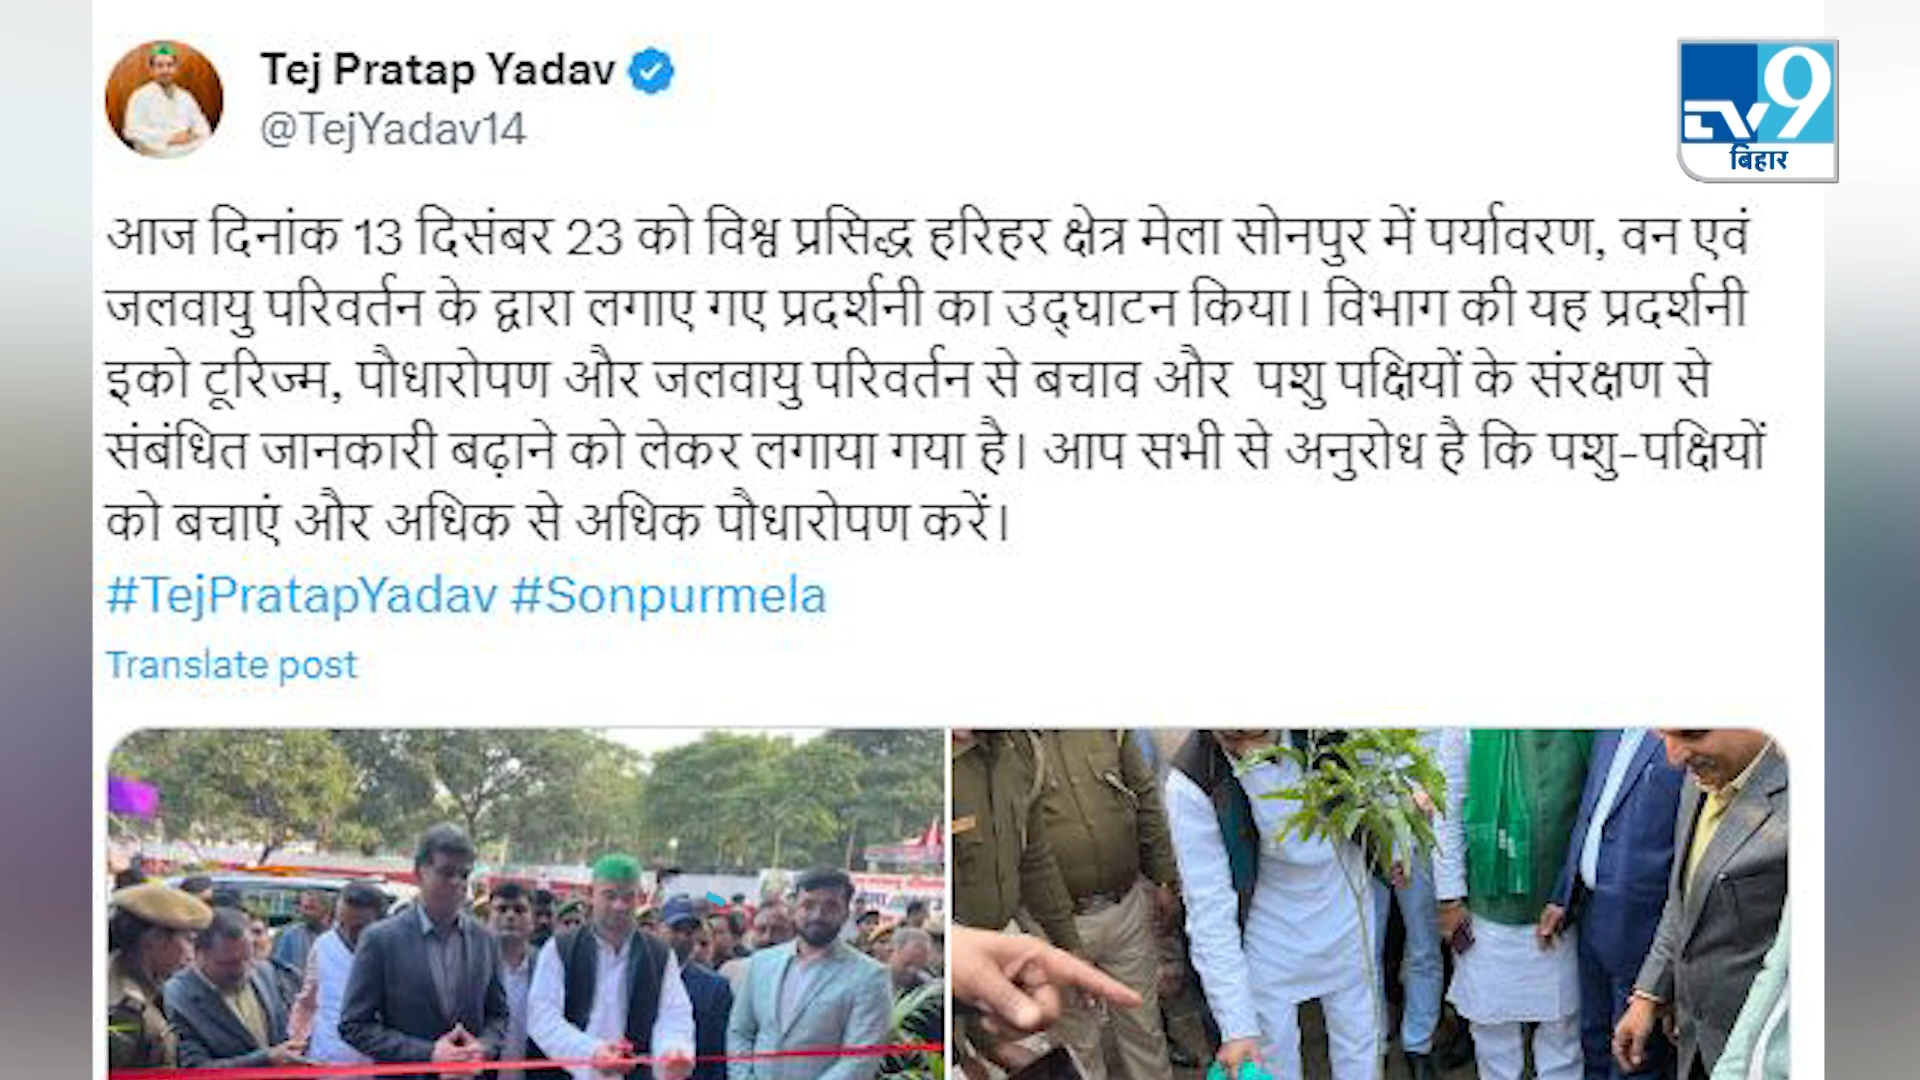 Tej Pratap Yadav
@TejYadav14
TV9
बिहार
आज दिनांक 13 दिसंबर 23 को विश्व प्रसिद्ध हरिहर क्षेत्र मेला सोनपुर में पर्यावरण, वन एवं
जलवायु परिवर्तन के द्वारा लगाए गए प्रदर्शनी का उद्घाटन किया। विभाग की यह प्रदर्शनी
इको टूरिज्म, पौधारोपण और जलवायु परिवर्तन से बचाव और  पशु पक्षियों के संरक्षण से
संबंधित जानकारी बढ़ाने को लेकर लगाया गया है। आप सभी से अनुरोध है कि पशु-पक्षियों
को बचाएं और अधिक से अधिक पौधारोपण करें।
#TejPratapYadav #Sonpurmela
Translate post